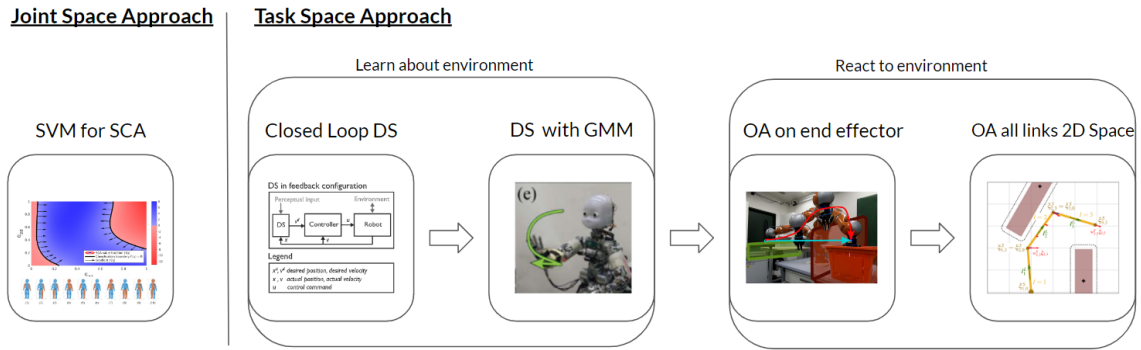 Joint Space Approach
Task Space Approach
Learn about environment
React to environment
SVM for SCA
Closed Loop DS
DS with GMM
OA on end effector
OA all links 2D Space
DS in feedback configuration
Perceptual input
Environment
DS
Controller
Robot
u
x
v
Legend
desired position, desired velocity
x , v actual position, actual velocity
u control command
(e)